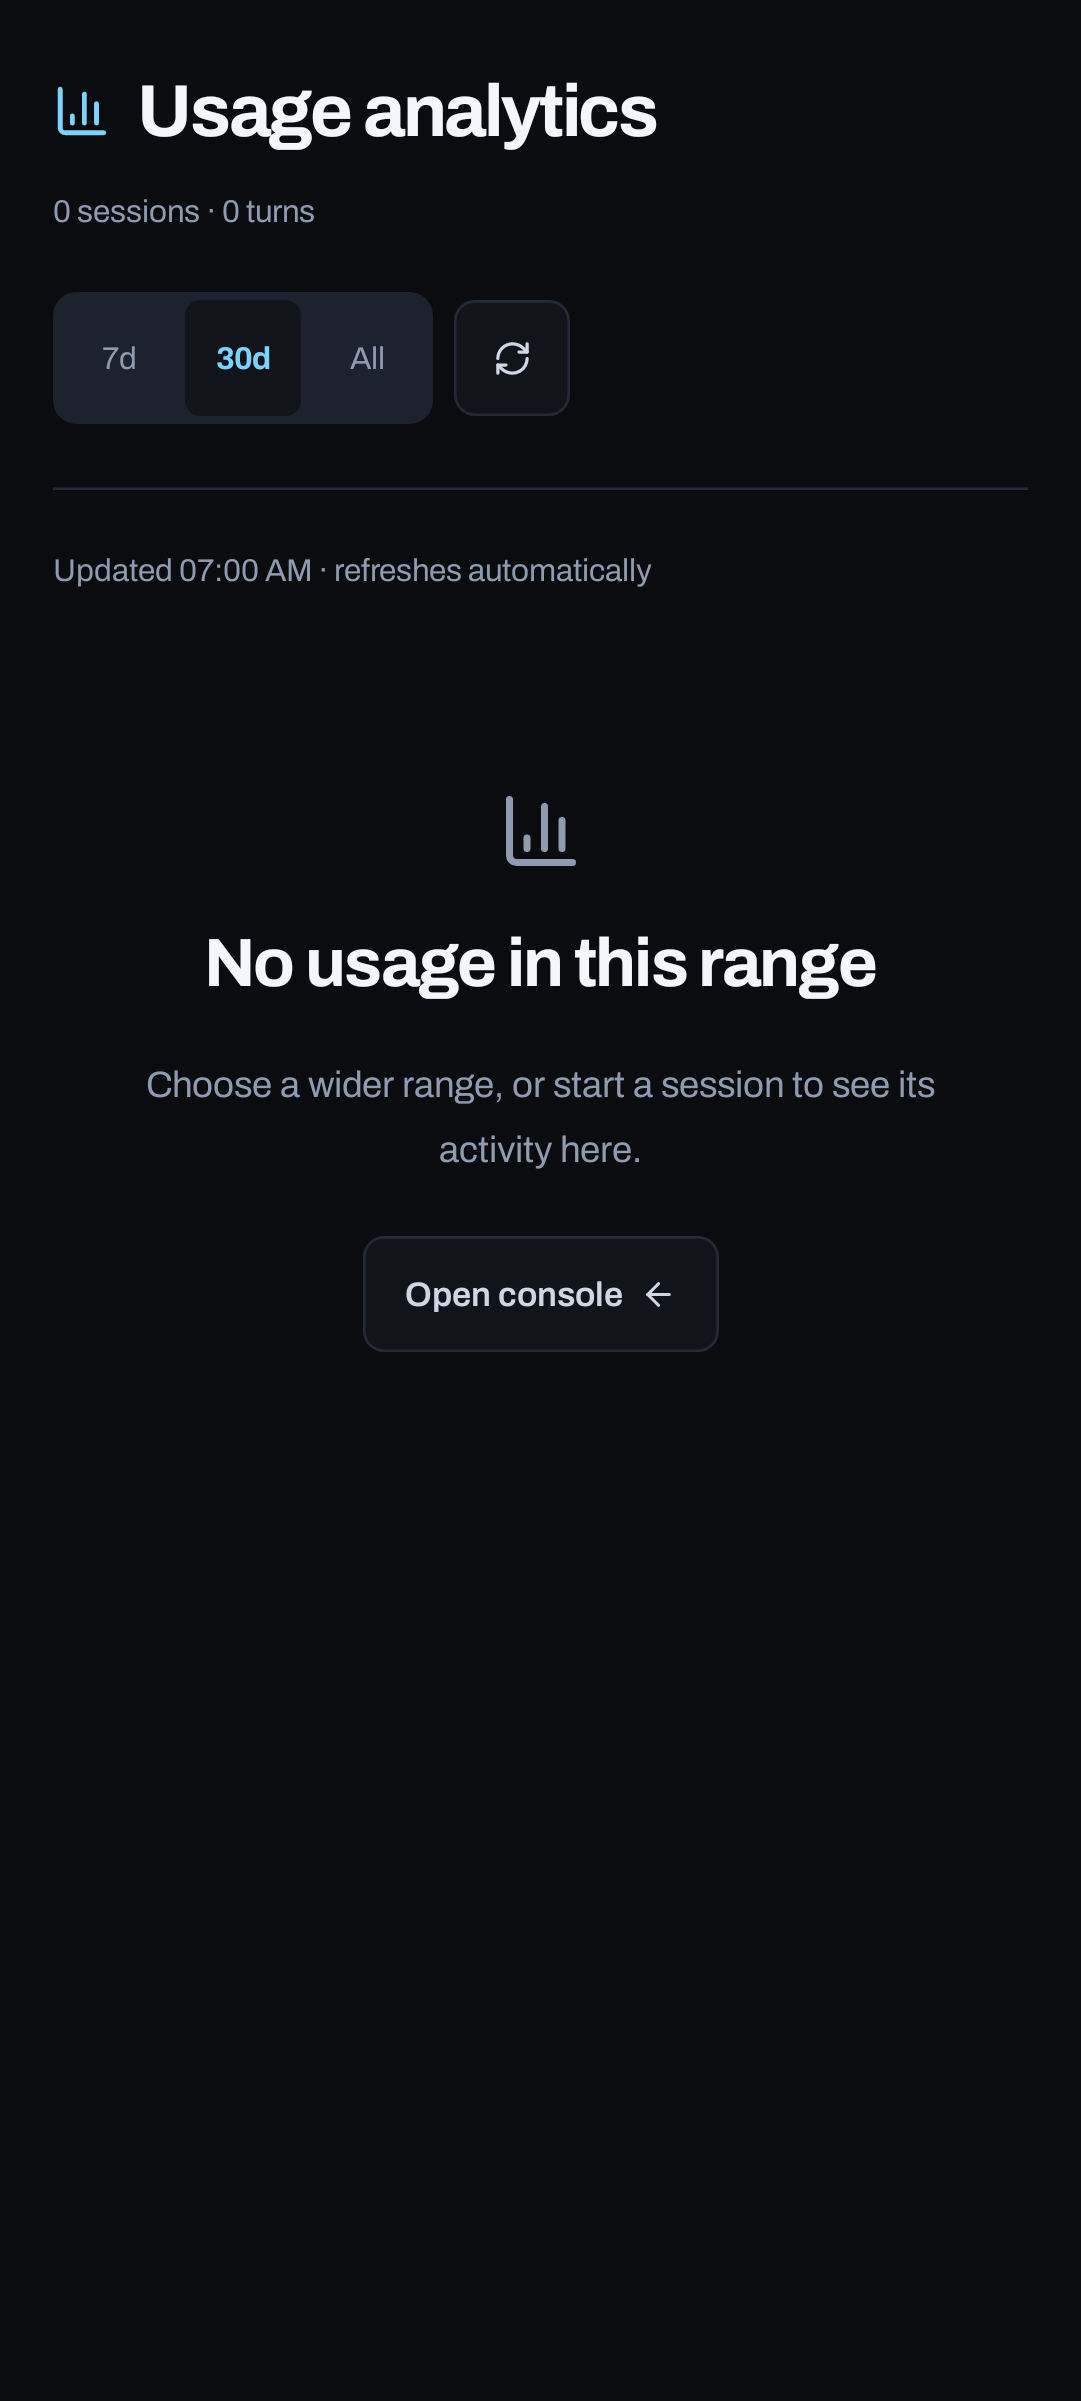 Usage analytics
0 sessions · 0 turns
7d 30d All
Updated 07:00 AM · refreshes automatically
No usage in this range
Choose a wider range, or start a session to see its
activity here.
Open console